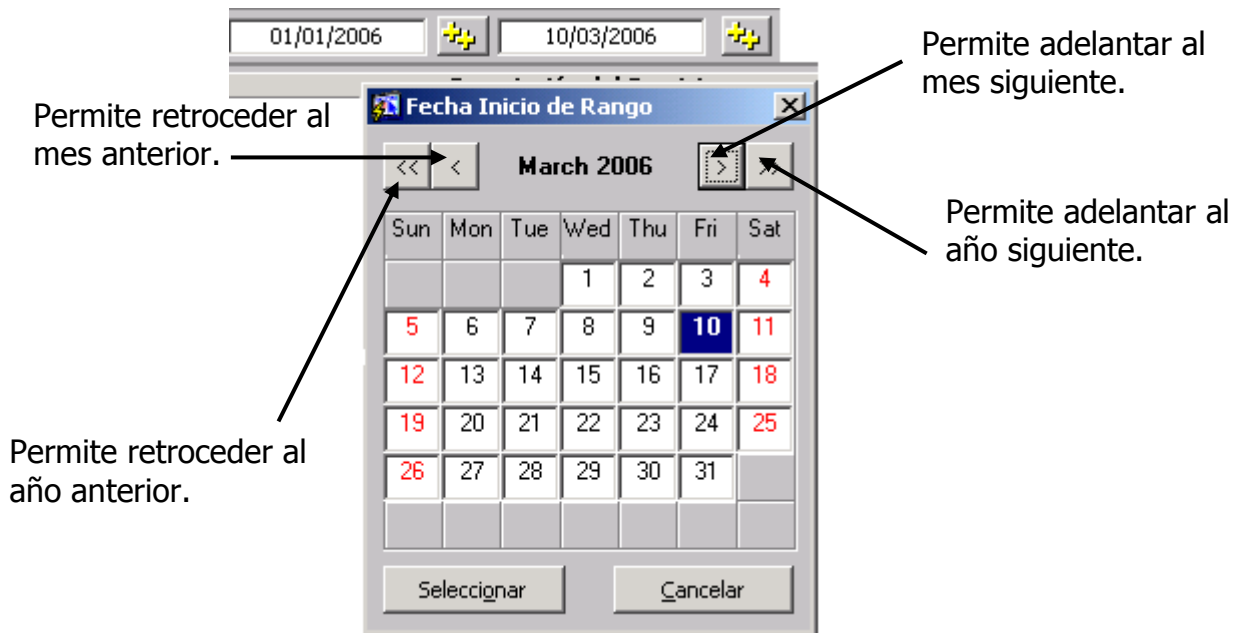 01/01/2006 10/03/2006
Permite adelantar al
mes siguiente.
Permite retroceder al
mes anterior.
Fecha Inicio de Rango
<< < March 2006 > >>
Permite adelantar al
año siguiente.
Sun Mon Tue Wed Thu Fri Sat
1 2 3 4
5 6 7 8 9 10 11
12 13 14 15 16 17 18
19 20 21 22 23 24 25
26 27 28 29 30 31
Permite retroceder al
año anterior.
Seleccionar Cancelar